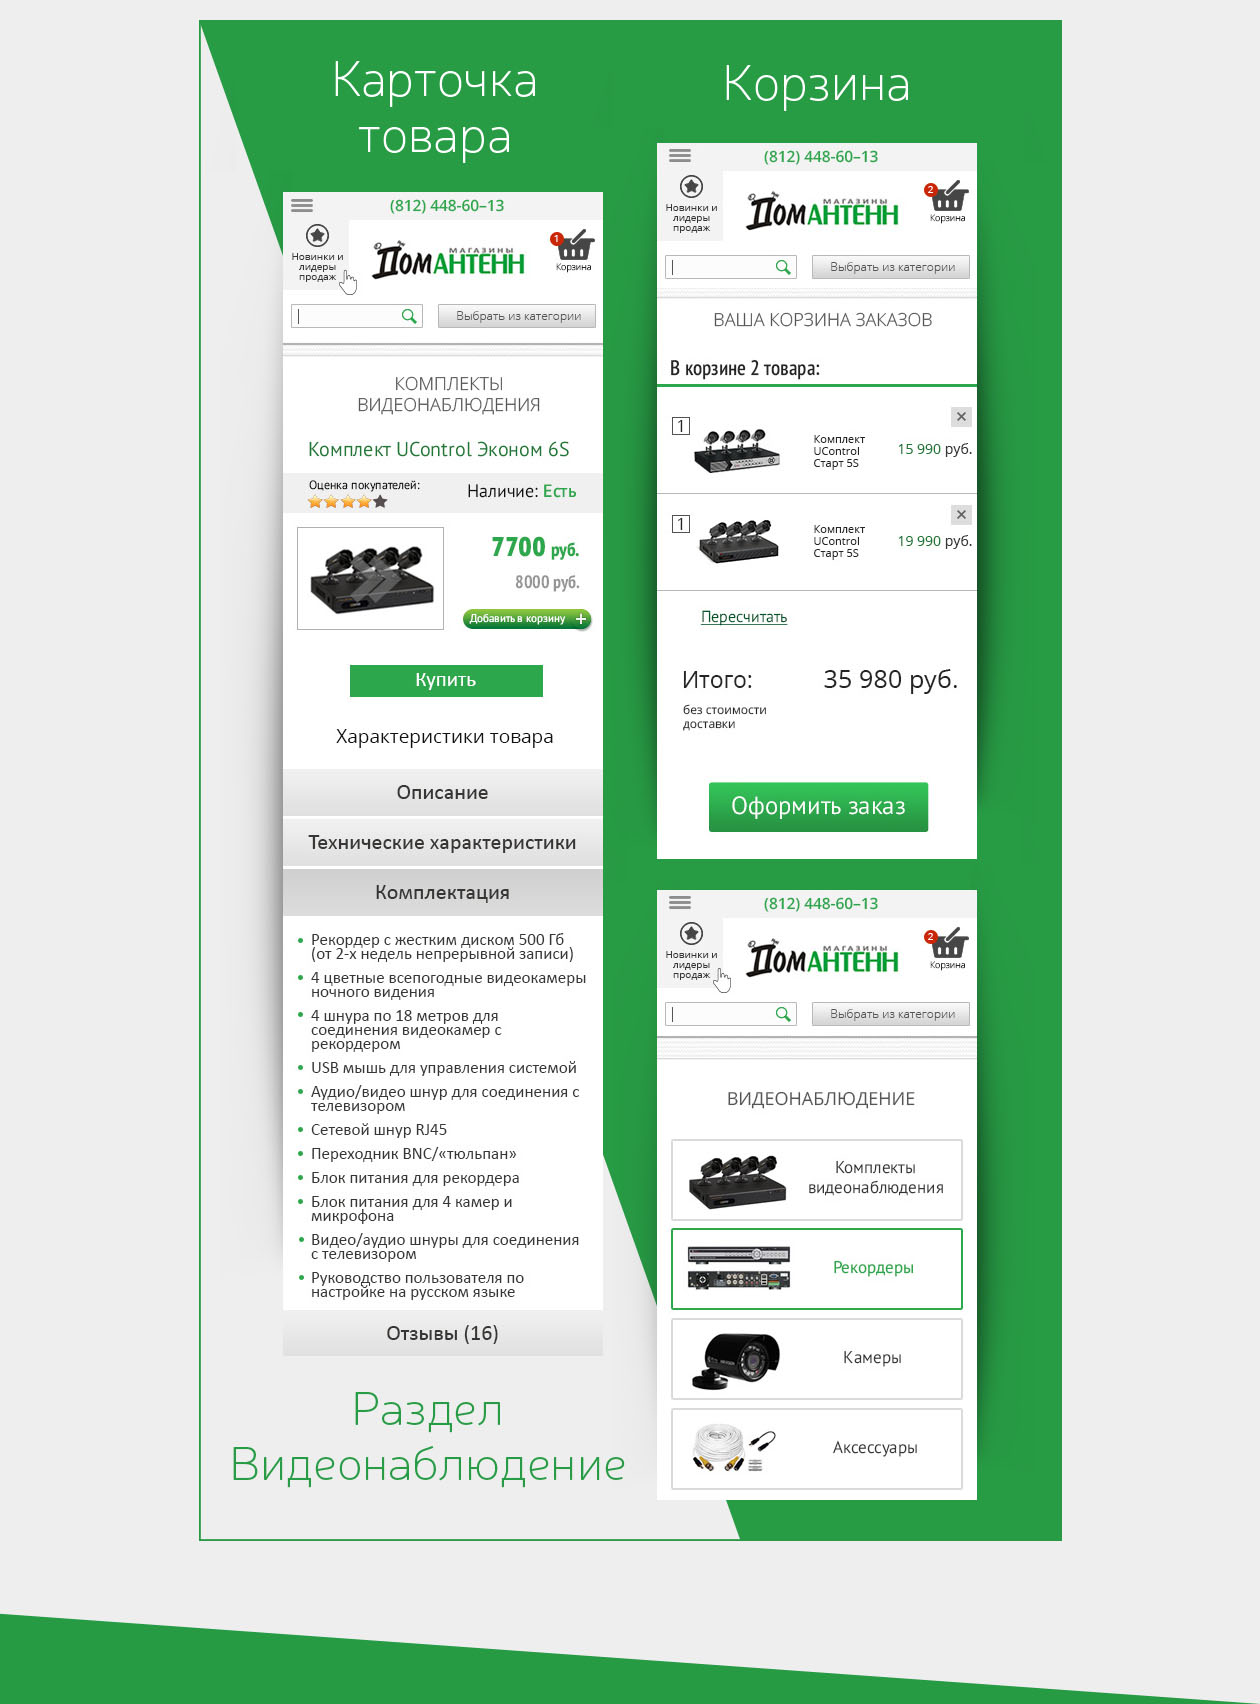 Карточка
товара
(812) 448-60–13
Новинки и
лидеры
продаж
МАГАЗИНЫ
ДОМАНТЕНН
1
Корзина
Выбрать из категории
КОМПЛЕКТЫ
ВИДЕОНАБЛЮДЕНИЯ
Комплект UControl Эконом 6S
Оценка покупателей:
Наличие: Есть
7700 руб.
8000 руб.
Добавить в корзину +
Купить
Характеристики товара
Описание
Технические характеристики
Комплектация
Рекордер с жестким диском 500 Гб
(от 2-х недель непрерывной записи)
4 цветные всепогодные видеокамеры
ночного видения
4 шнура по 18 метров для
соединения видеокамер с
рекордером
USB мышь для управления системой
Аудио/видео шнур для соединения с
телевизором
Сетевой шнур RJ45
Переходник BNC/«тюльпан»
Блок питания для рекордера
Блок питания для 4 камер и
микрофона
Видео/аудио шнуры для соединения
с телевизором
Руководство пользователя по
настройке на русском языке
Отзывы (16)
Корзина
(812) 448-60–13
Новинки и
лидеры
продаж
МАГАЗИНЫ
ДОМАНТЕНН
2
Корзина
Выбрать из категории
ВАША КОРЗИНА ЗАКАЗОВ
В корзине 2 товара:
1
Комплект
UControl
Старт 5S
15 990 руб.
1
Комплект
UControl
Старт 5S
19 990 руб.
Пересчитать
Итого:
35 980 руб.
без стоимости
доставки
Оформить заказ
Раздел
Видеонаблюдение
(812) 448-60–13
Новинки и
лидеры
продаж
МАГАЗИНЫ
ДОМАНТЕНН
2
Корзина
Выбрать из категории
ВИДЕОНАБЛЮДЕНИЕ
Комплекты
видеонаблюдения
Рекордеры
Камеры
Аксессуары